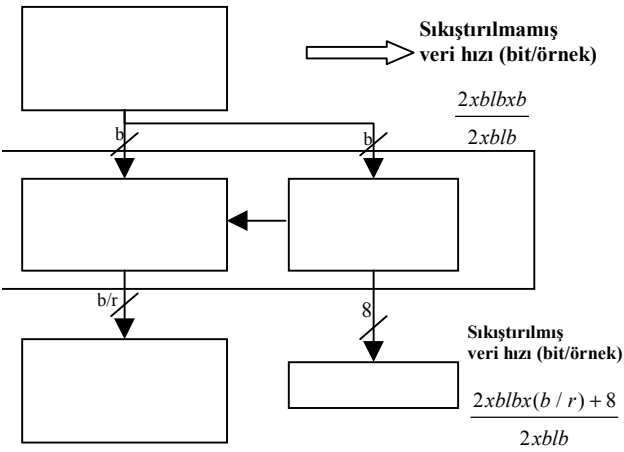 Sıkıştırılmamış
veri hızı (bit/örnek)
2xblbxb
2xblb
b
b
b/r
8
Sıkıştırılmış
veri hızı (bit/örnek)
2xblbx(b / r) + 8
2xblb